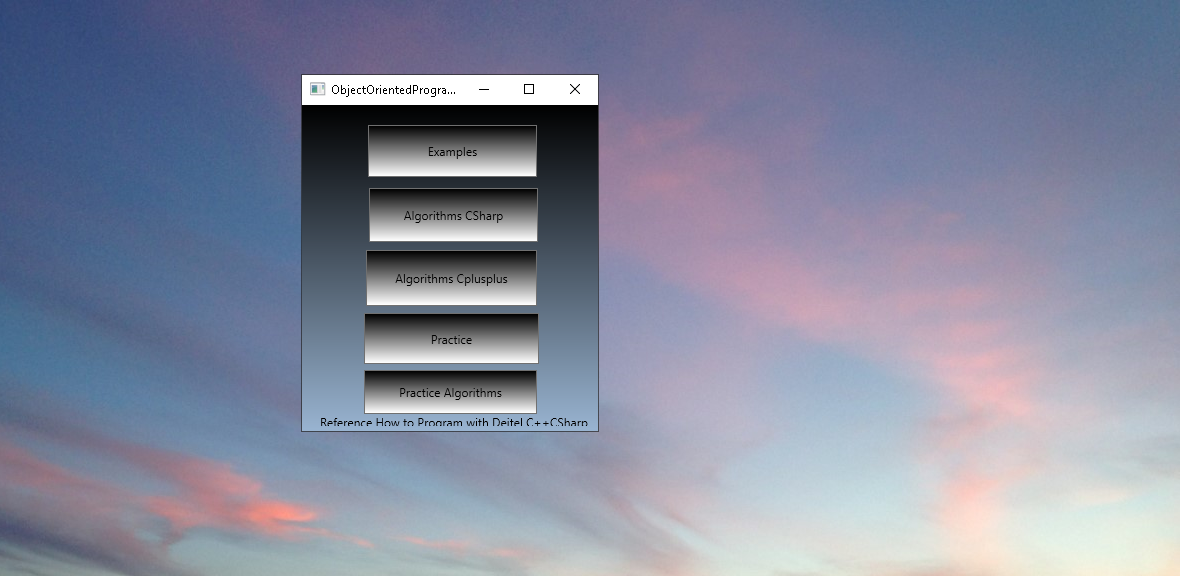 ObjectOrientedProgra...
Examples
Algorithms CSharp
Algorithms Cplusplus
Practice
Practice Algorithms
Reference How to Program with Deitel C++CSharp